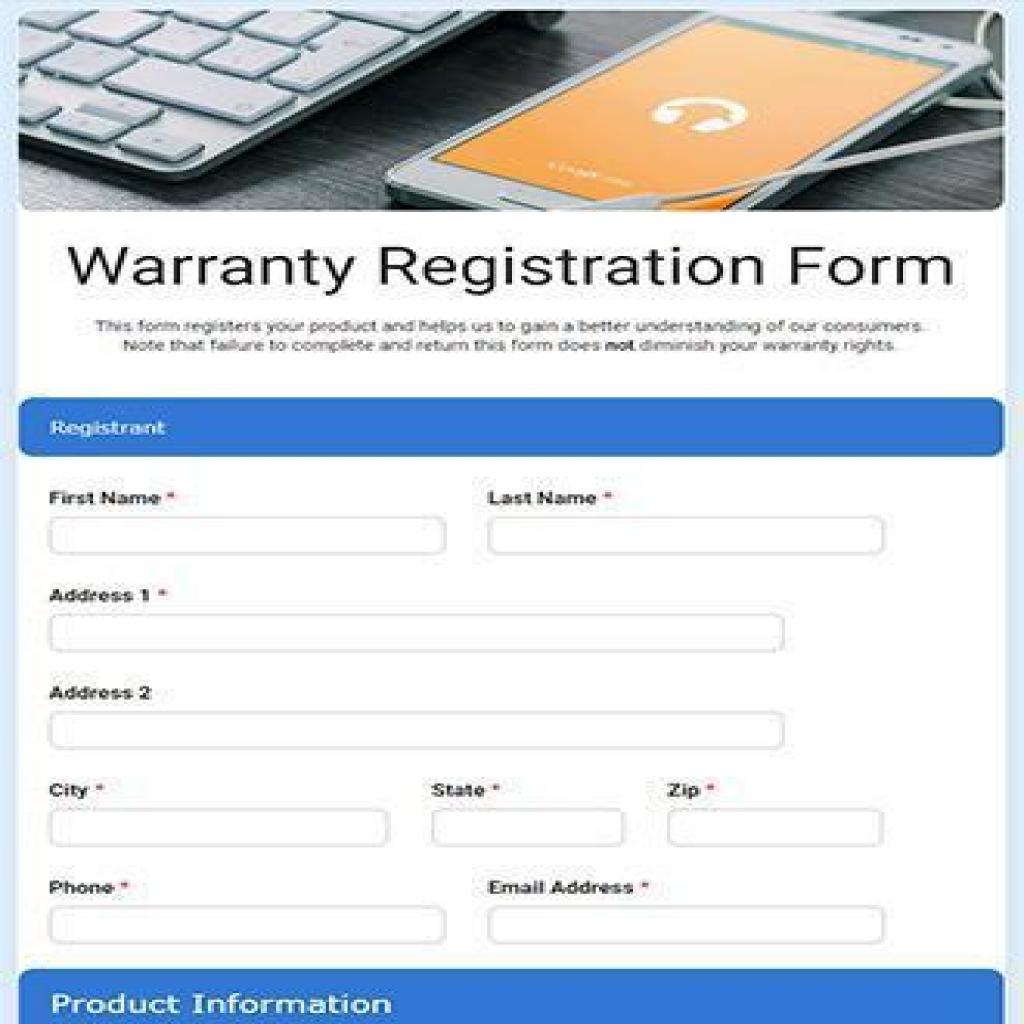 Warranty Registration Form
This form registers your product and helps us to gain a better understanding of our consumers.
Note that failure to complete and return this form does not diminish your warranty rights.
Registrant
First Name * Last Name *
Address 1 *
Address 2
City * State * Zip *
Phone * Email Address *
Product Information